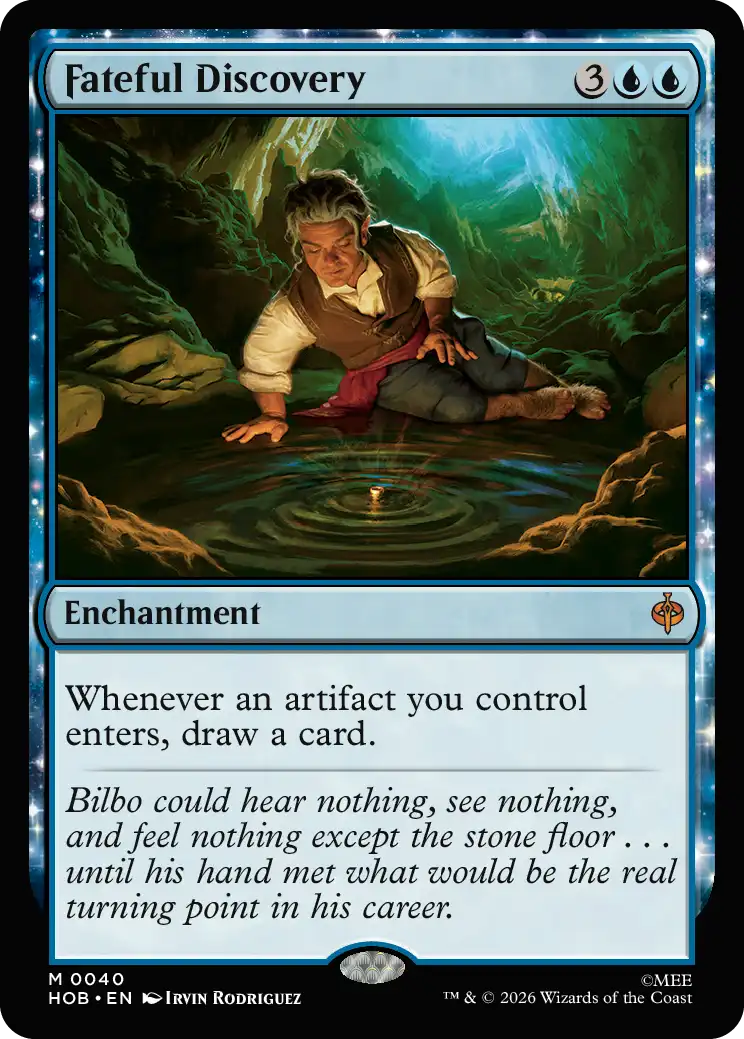 Fateful Discovery 3
Enchantment
Whenever an artifact you control
enters, draw a card.
Bilbo could hear nothing, see nothing,
and feel nothing except the stone floor . . .
until his hand met what would be the real
turning point in his career.
M 0040 ©MEE
HOB • EN Irvin Rodriguez ™ & © 2026 Wizards of the Coast